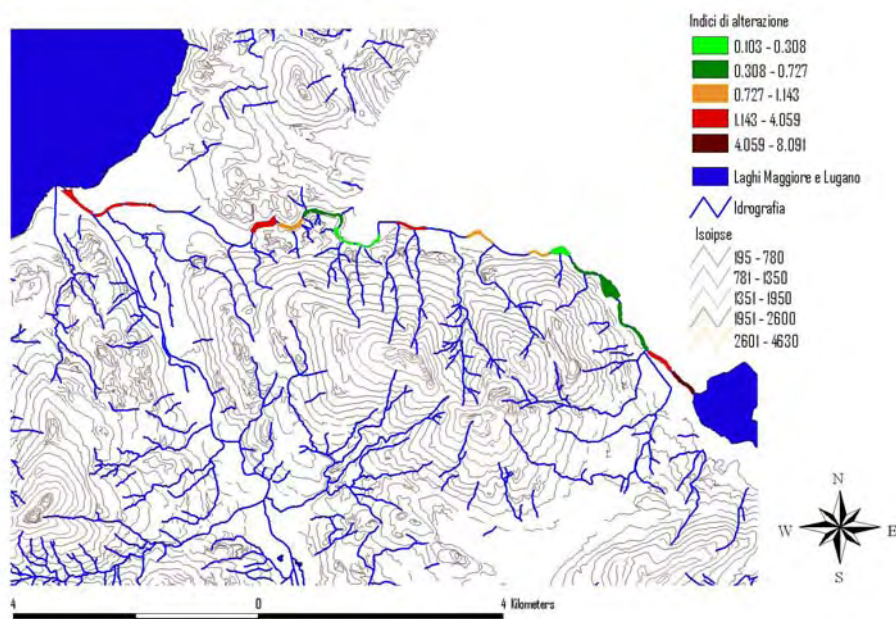 Indici di alterazione
0.103 - 0.308
0.308 - 0.727
0.727 - 1.143
1.143 - 4.059
4.059 - 8.091
Laghi Maggiore e Lugano
Idrografia
Isoipse
195 - 780
781 - 1350
1351 - 1950
1951 - 2600
2601 - 4630
N
W E
S
4 0 4 Kilometers